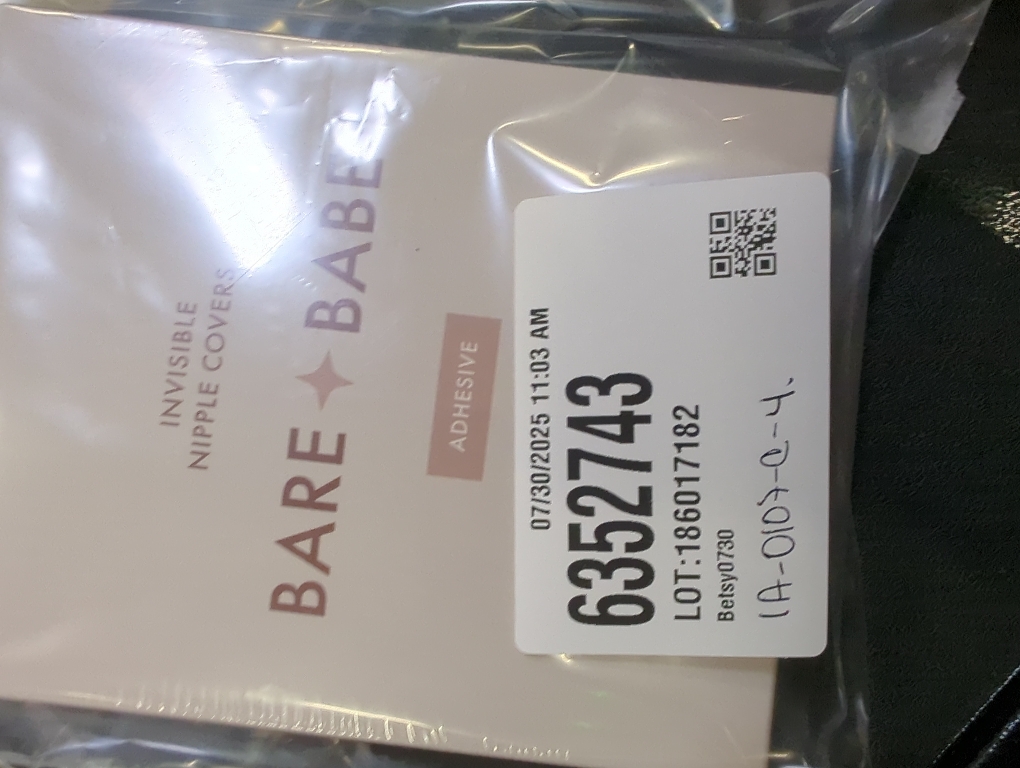 INVISIBLE
NIPPLE COVERS
BARE BABE
ADHESIVE
07/30/2025 11:03 AM
6352743
LOT:186017182
Betsy0730
1A-0107-C-4.